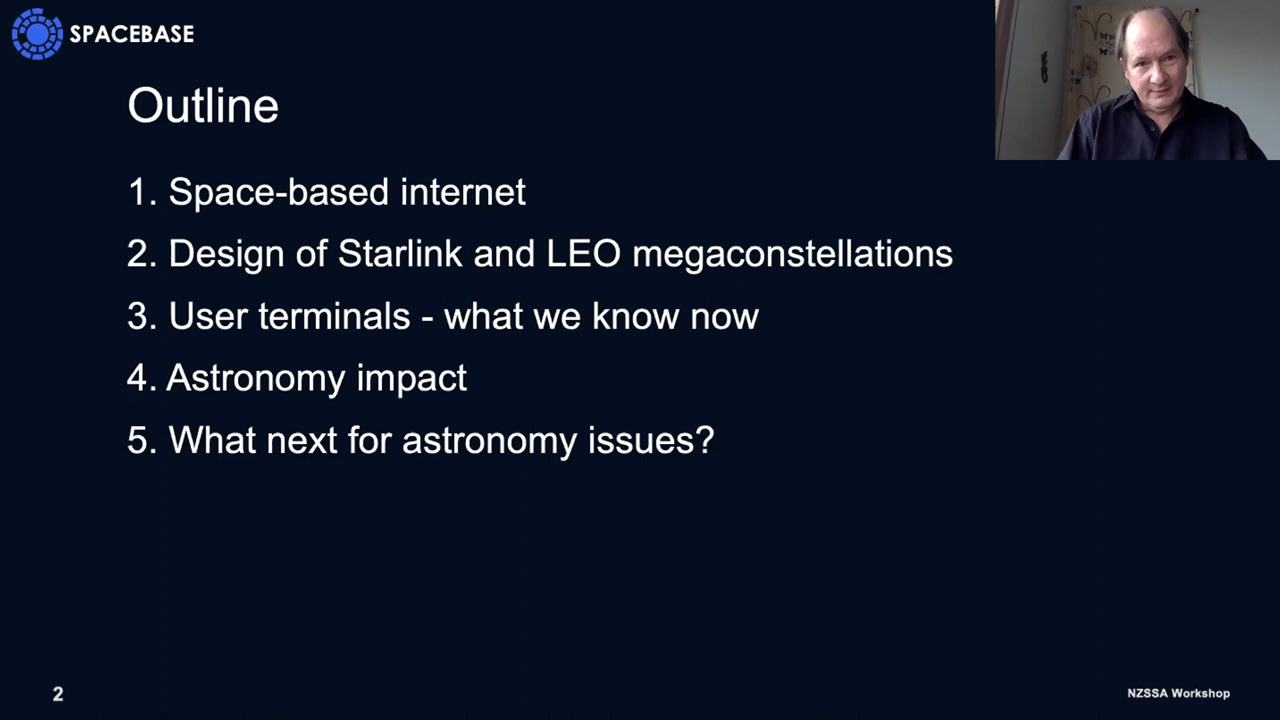 SPACEBASE
Outline
1. Space-based internet
2. Design of Starlink and LEO megaconstellations
3. User terminals - what we know now
4. Astronomy impact
5. What next for astronomy issues?
2
NZSSA Workshop